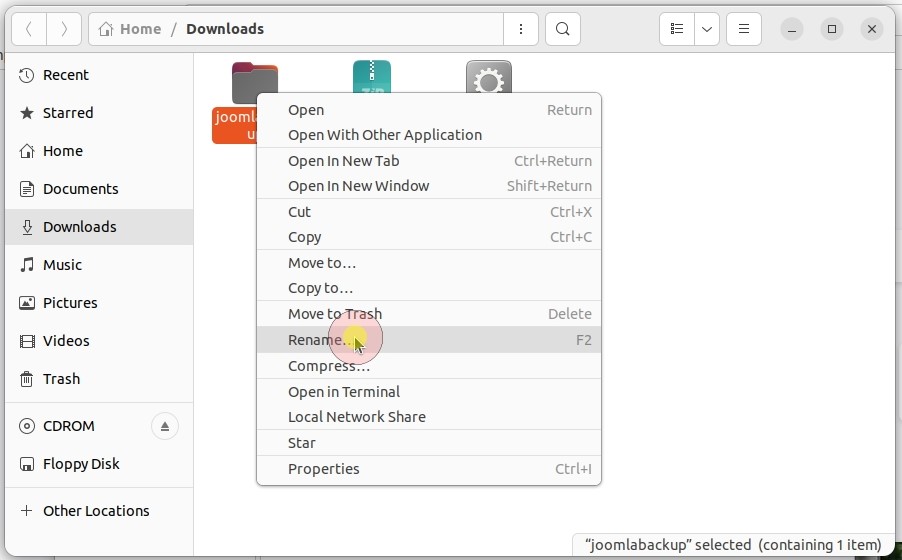 Home / Downloads
Recent
Starred
Home
Documents
Downloads
Music
Pictures
Videos
Trash
CDROM
Floppy Disk
Other Locations
Open Return
Open With Other Application
Open In New Tab Ctrl+Return
Open In New Window Shift+Return
Cut Ctrl+X
Copy Ctrl+C
Move to…
Copy to…
Move to Trash Delete
Rename… F2
Compress…
Open in Terminal
Local Network Share
Star
Properties Ctrl+I
“joomlabackup” selected (containing 1 item)